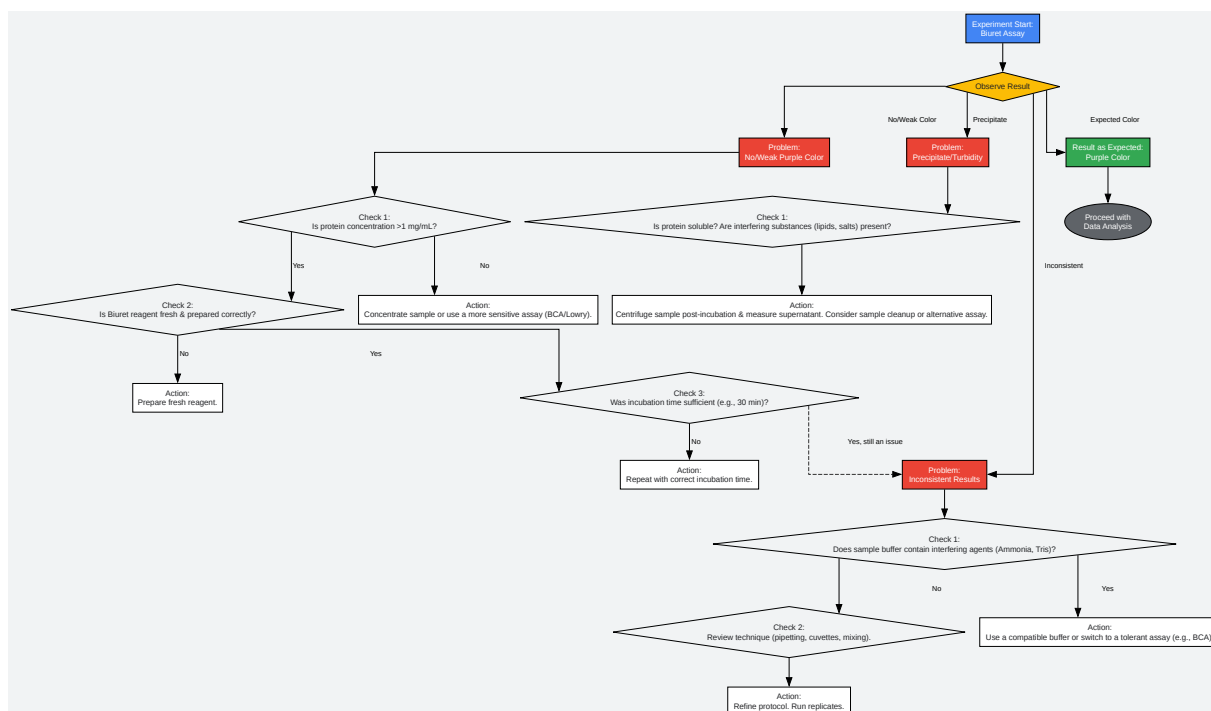 Experiment Start:
Biuret Assay
Observe Result
No/Weak Color
Precipitate
Expected Color
Problem:
No/Weak Purple Color
Problem:
Precipitate/Turbidity
Result as Expected:
Purple Color
Check 1:
Is protein concentration >1 mg/mL?
Check 1:
Is protein soluble? Are interfering substances (lipids, salts) present?
Proceed with
Data Analysis
Yes
No
Inconsistent
Check 2:
Is Biuret reagent fresh & prepared correctly?
Action:
Concentrate sample or use a more sensitive assay (BCA/Lowry).
Action:
Centrifuge sample post-incubation & measure supernatant. Consider sample cleanup or alternative assay.
No
Yes
Action:
Prepare fresh reagent.
Check 3:
Was incubation time sufficient (e.g., 30 min)?
No
Yes, still an issue
Action:
Repeat with correct incubation time.
Problem:
Inconsistent Results
Check 1:
Does sample buffer contain interfering agents (Ammonia, Tris)?
No
Yes
Check 2:
Review technique (pipetting, cuvettes, mixing).
Action:
Use a compatible buffer or switch to a tolerant assay (e.g., BCA)
Action:
Refine protocol. Run replicates.